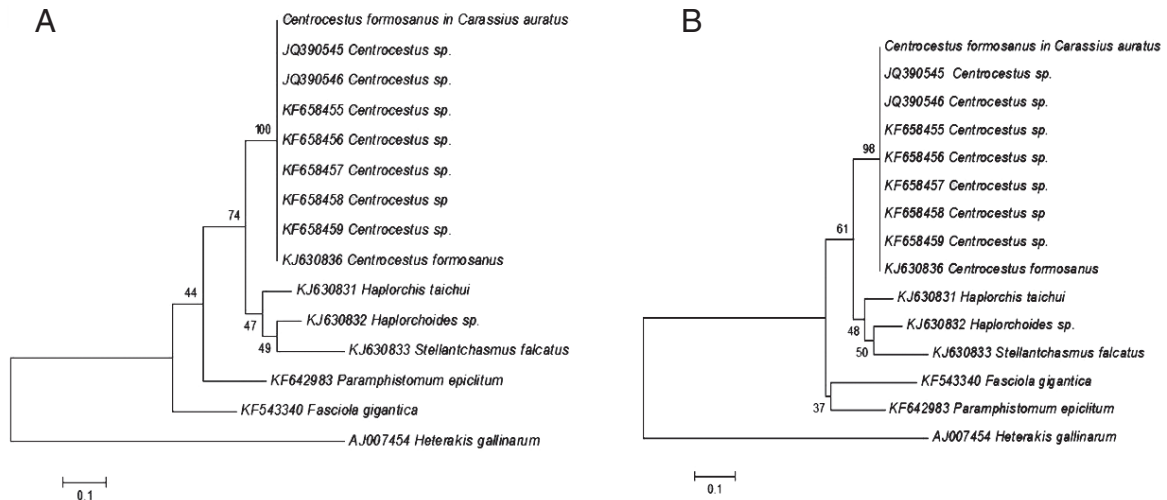 A
Centrocestus formosanus in Carassius auratus
JQ390545 Centrocestus sp.
JQ390546 Centrocestus sp.
KF658455 Centrocestus sp.
100
KF658456 Centrocestus sp.
KF658457 Centrocestus sp.
KF658458 Centrocestus sp
74
KF658459 Centrocestus sp.
KJ630836 Centrocestus formosanus
44
KJ630831 Haplorchis taichui
47
KJ630832 Haplorchoides sp.
49
KJ630833 Stellantchasmus falcatus
KF642983 Paramphistomum epiclitum
KF543340 Fasciola gigantica
AJ007454 Heterakis gallinarum
0.1
B
Centrocestus formosanus in Carassius auratus
JQ390545 Centrocestus sp.
JQ390546 Centrocestus sp.
KF658455 Centrocestus sp.
98
KF658456 Centrocestus sp.
KF658457 Centrocestus sp.
KF658458 Centrocestus sp
61
KF658459 Centrocestus sp.
KJ630836 Centrocestus formosanus
KJ630831 Haplorchis taichui
48
KJ630832 Haplorchoides sp.
50
KJ630833 Stellantchasmus falcatus
KF543340 Fasciola gigantica
37
KF642983 Paramphistomum epiclitum
AJ007454 Heterakis gallinarum
0.1